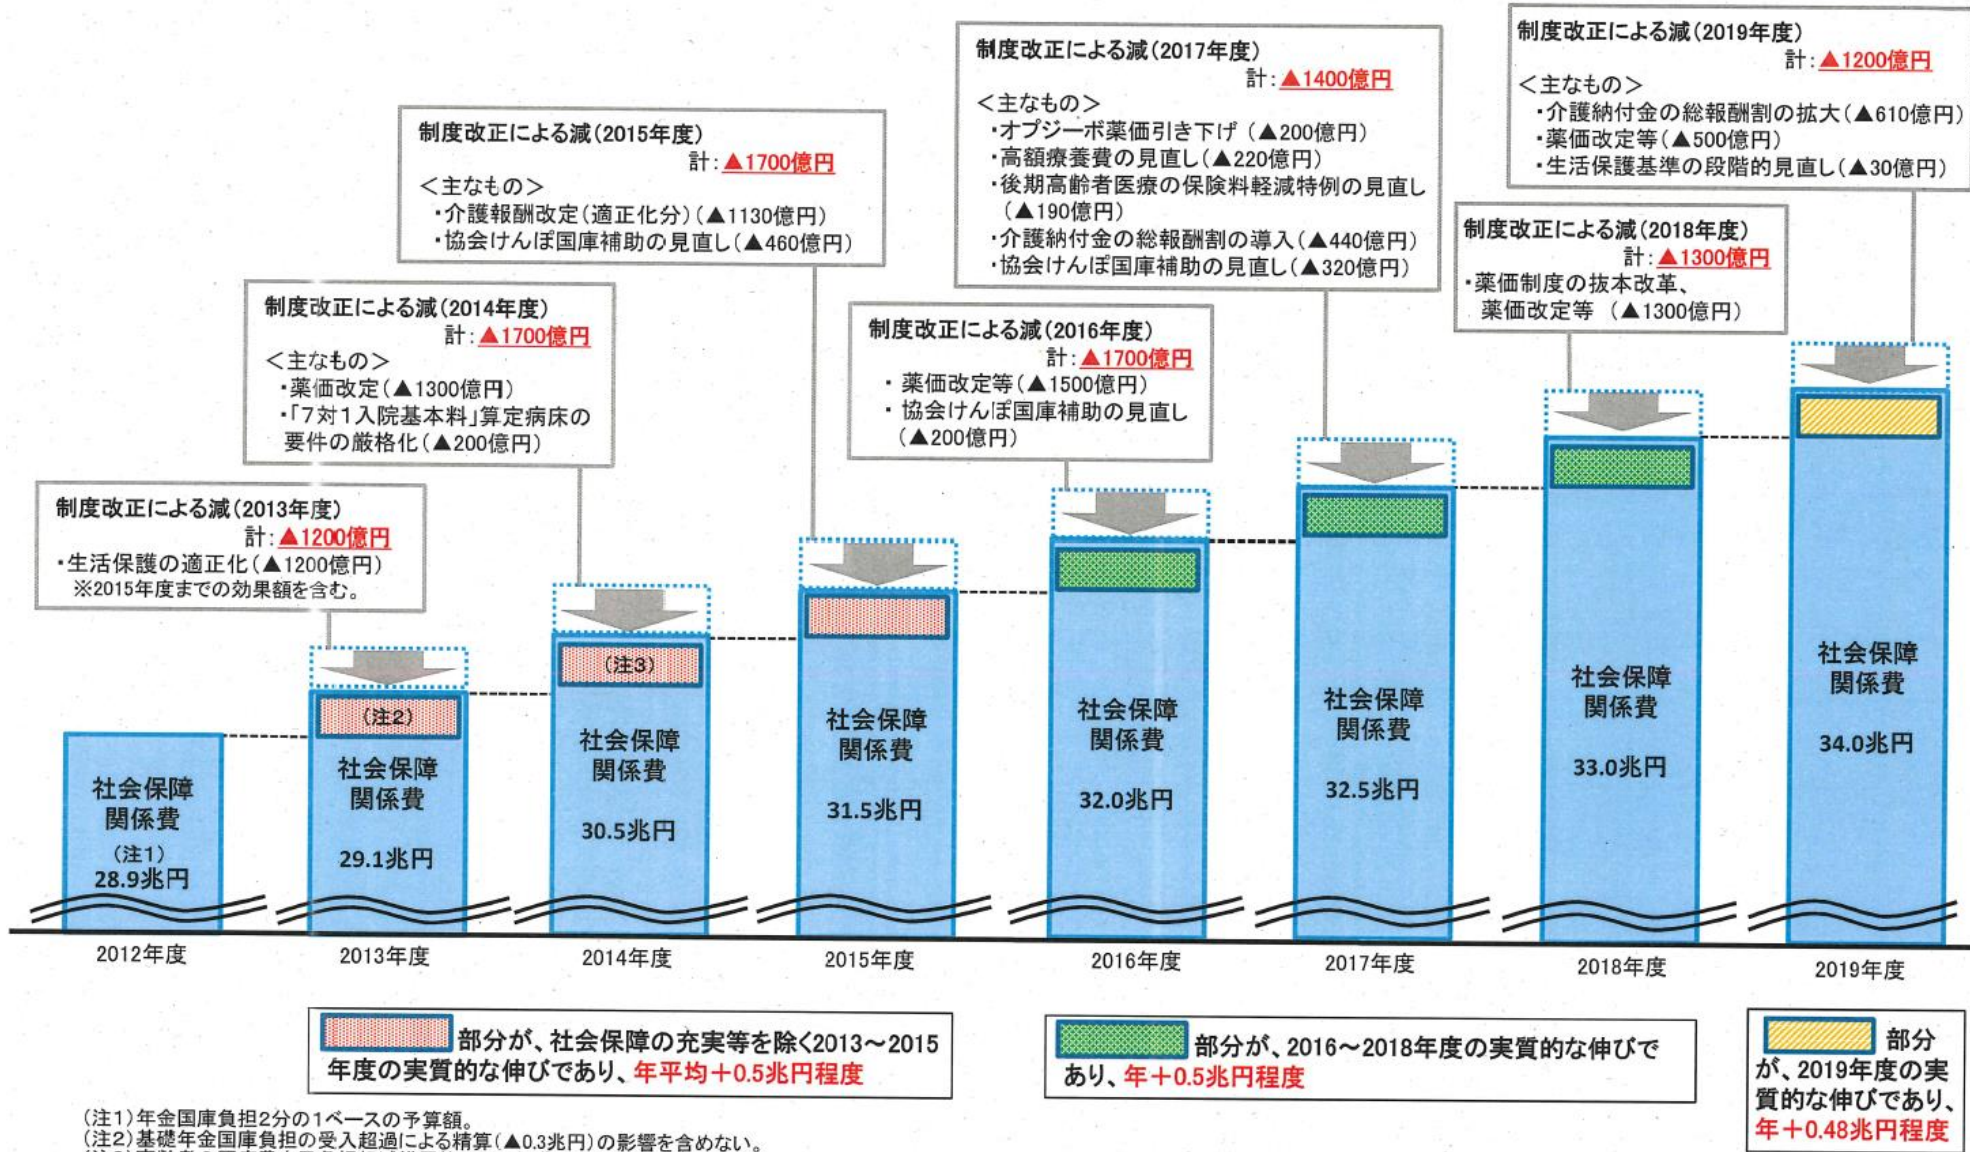 制度改正による減(2013年度)
計:▲1200億円
・生活保護の適正化(▲1200億円)
※2015年度までの効果額を含む。
制度改正による減(2014年度)
計:▲1700億円
<主なもの>
・薬価改定(▲1300億円)
・「7対1入院基本料」算定病床の
要件の厳格化(▲200億円)
制度改正による減(2015年度)
計:▲1700億円
<主なもの>
・介護報酬改定(適正化分)(▲1130億円)
・協会けんぽ国庫補助の見直し(▲460億円)
制度改正による減(2016年度)
計:▲1700億円
・薬価改定等(▲1500億円)
・協会けんぽ国庫補助の見直し
(▲200億円)
制度改正による減(2017年度)
計:▲1400億円
<主なもの>
・オプジーボ薬価引き下げ (▲200億円)
・高額療養費の見直し(▲220億円)
・後期高齢者医療の保険料軽減特例の見直し
(▲190億円)
・介護納付金の総報酬割の導入(▲440億円)
・協会けんぽ国庫補助の見直し(▲320億円)
制度改正による減(2018年度)
計:▲1300億円
・薬価制度の抜本改革、
薬価改定等 (▲1300億円)
制度改正による減(2019年度)
計:▲1200億円
<主なもの>
・介護納付金の総報酬割の拡大(▲610億円)
・薬価改定等(▲500億円)
・生活保護基準の段階的見直し(▲30億円)
社会保障
関係費
(注1)
28.9兆円
(注2)
社会保障
関係費
29.1兆円
(注3)
社会保障
関係費
30.5兆円
社会保障
関係費
31.5兆円
社会保障
関係費
32.0兆円
社会保障
関係費
32.5兆円
社会保障
関係費
33.0兆円
社会保障
関係費
34.0兆円
2012年度
2013年度
2014年度
2015年度
2016年度
2017年度
2018年度
2019年度
部分が、社会保障の充実等を除く2013〜2015
年度の実質的な伸びであり、年平均+0.5兆円程度
部分が、2016〜2018年度の実質的な伸びで
あり、年+0.5兆円程度
部分
が、2019年度の実
質的な伸びであり、
年+0.48兆円程度
(注1)年金国庫負担2分の1ベースの予算額。
(注2)基礎年金国庫負担の受入超過による精算(▲0.3兆円)の影響を含めない。